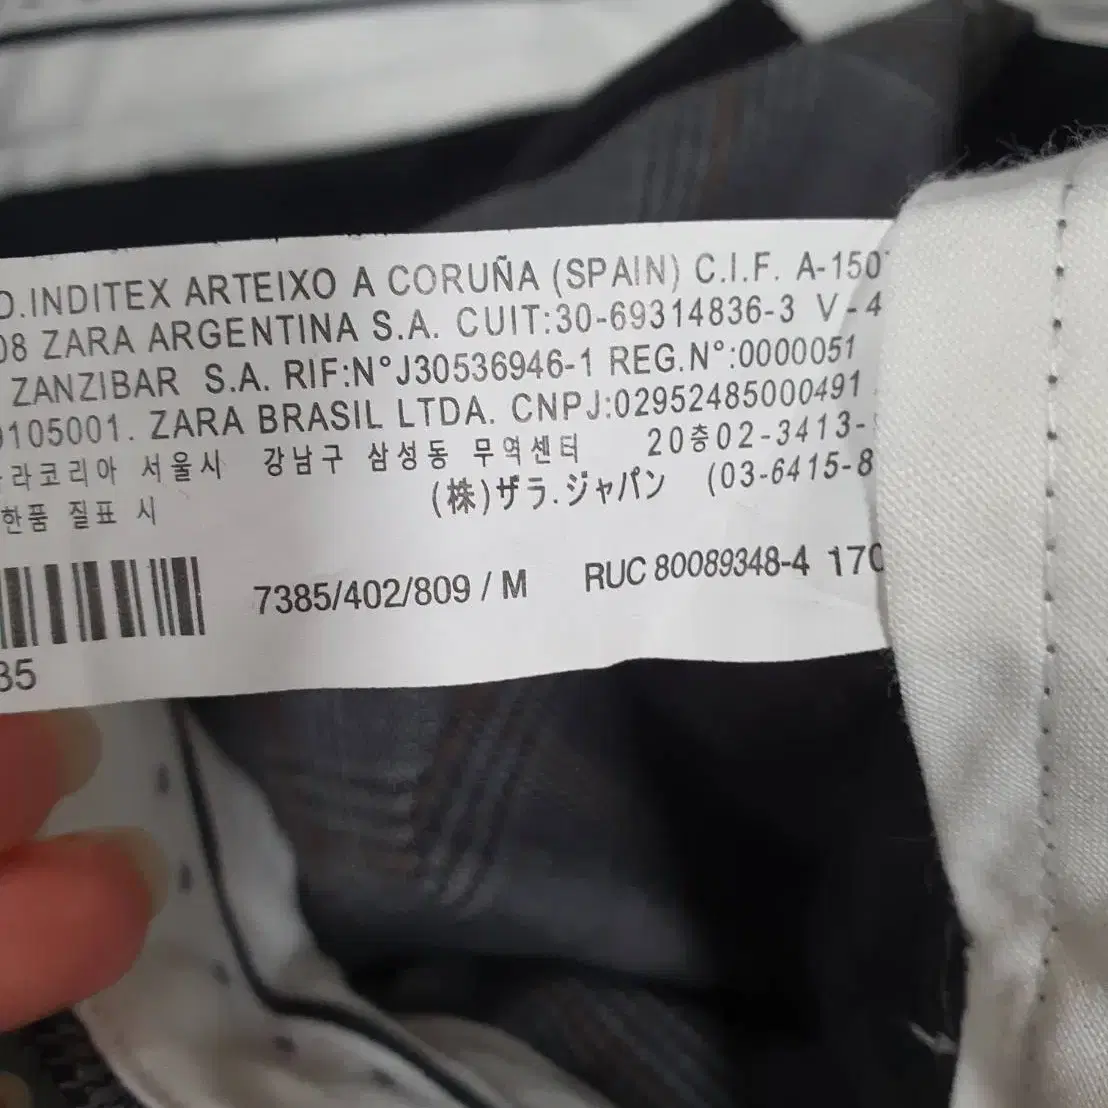 D.INDITEX ARTEIXO A CORUÑA (SPAIN) C.I.F. A-150
08 ZARA ARGENTINA S.A. CUIT:30-69314836-3 V-4
ZANZIBAR S.A. RIF:N°J30536946-1 REG.N°:0000051
0105001. ZARA BRASIL LTDA. CNPJ:02952485000491
라코리아 서울시 강남구 삼성동 무역센터 20층02-3413-
(株)ザラ.ジャパン (03-6415-8
한품 질표 시
7385/402/809 / M RUC 80089348-4 170
35